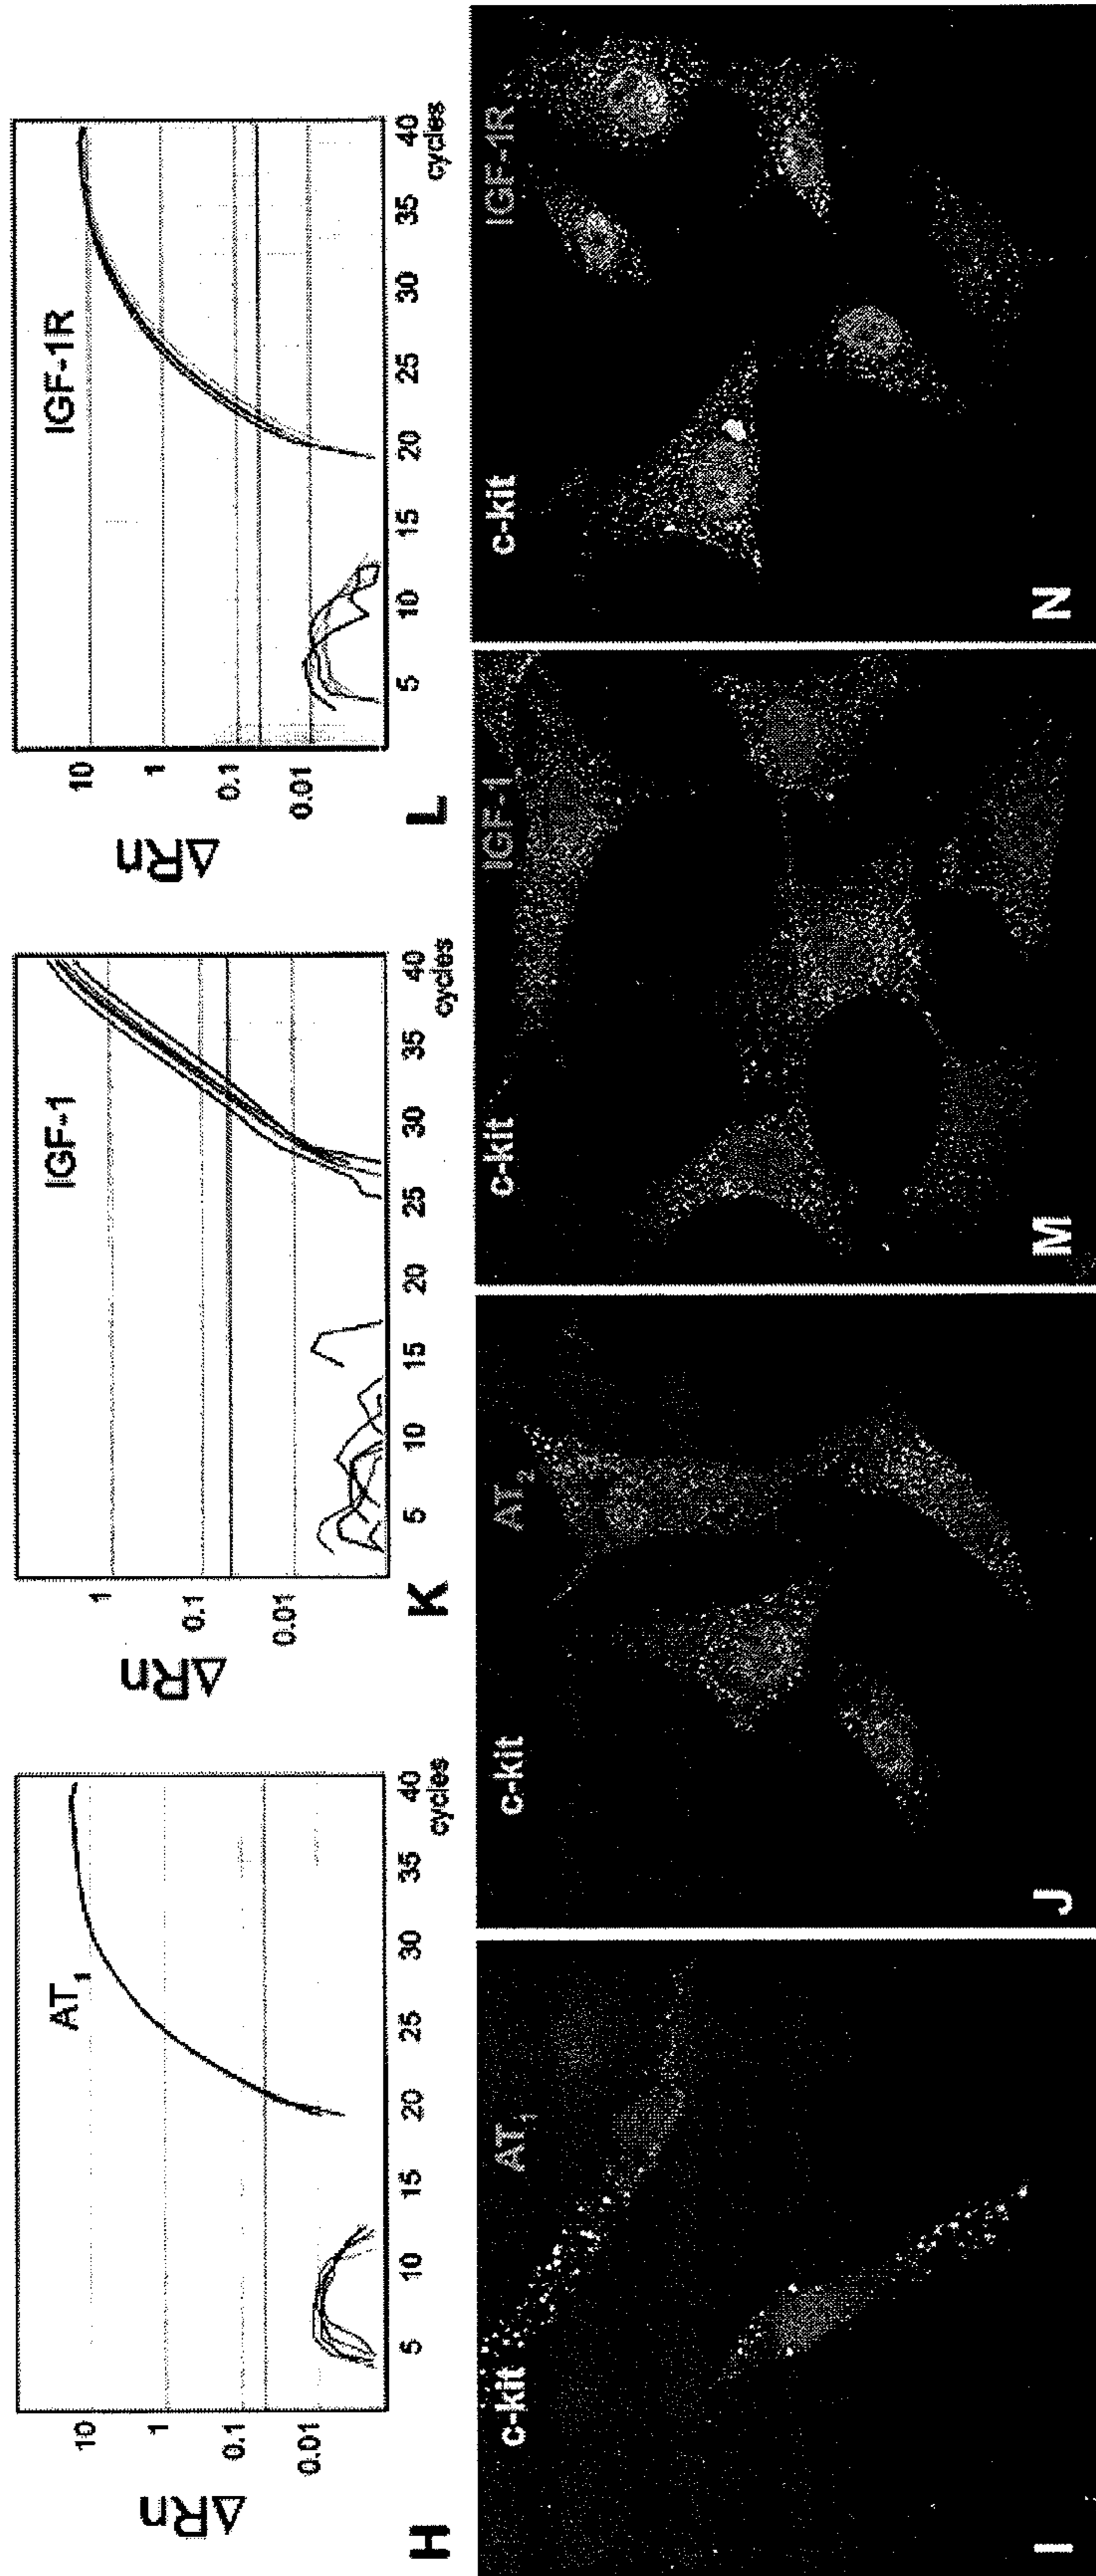 AT1
ΔRn
10
1
0.1
0.01
5
10
15
20
25
30
35
40
cycles
H
IGF-1
ΔRn
1
0.1
0.01
5
10
15
20
25
30
35
40
cycles
K
IGF-1R
ΔRn
10
1
0.1
0.01
5
10
15
20
25
30
35
40
cycles
L
c-kit AT1
I
c-kit AT2
J
c-kit IGF-1
M
c-kit IGF-1R
N